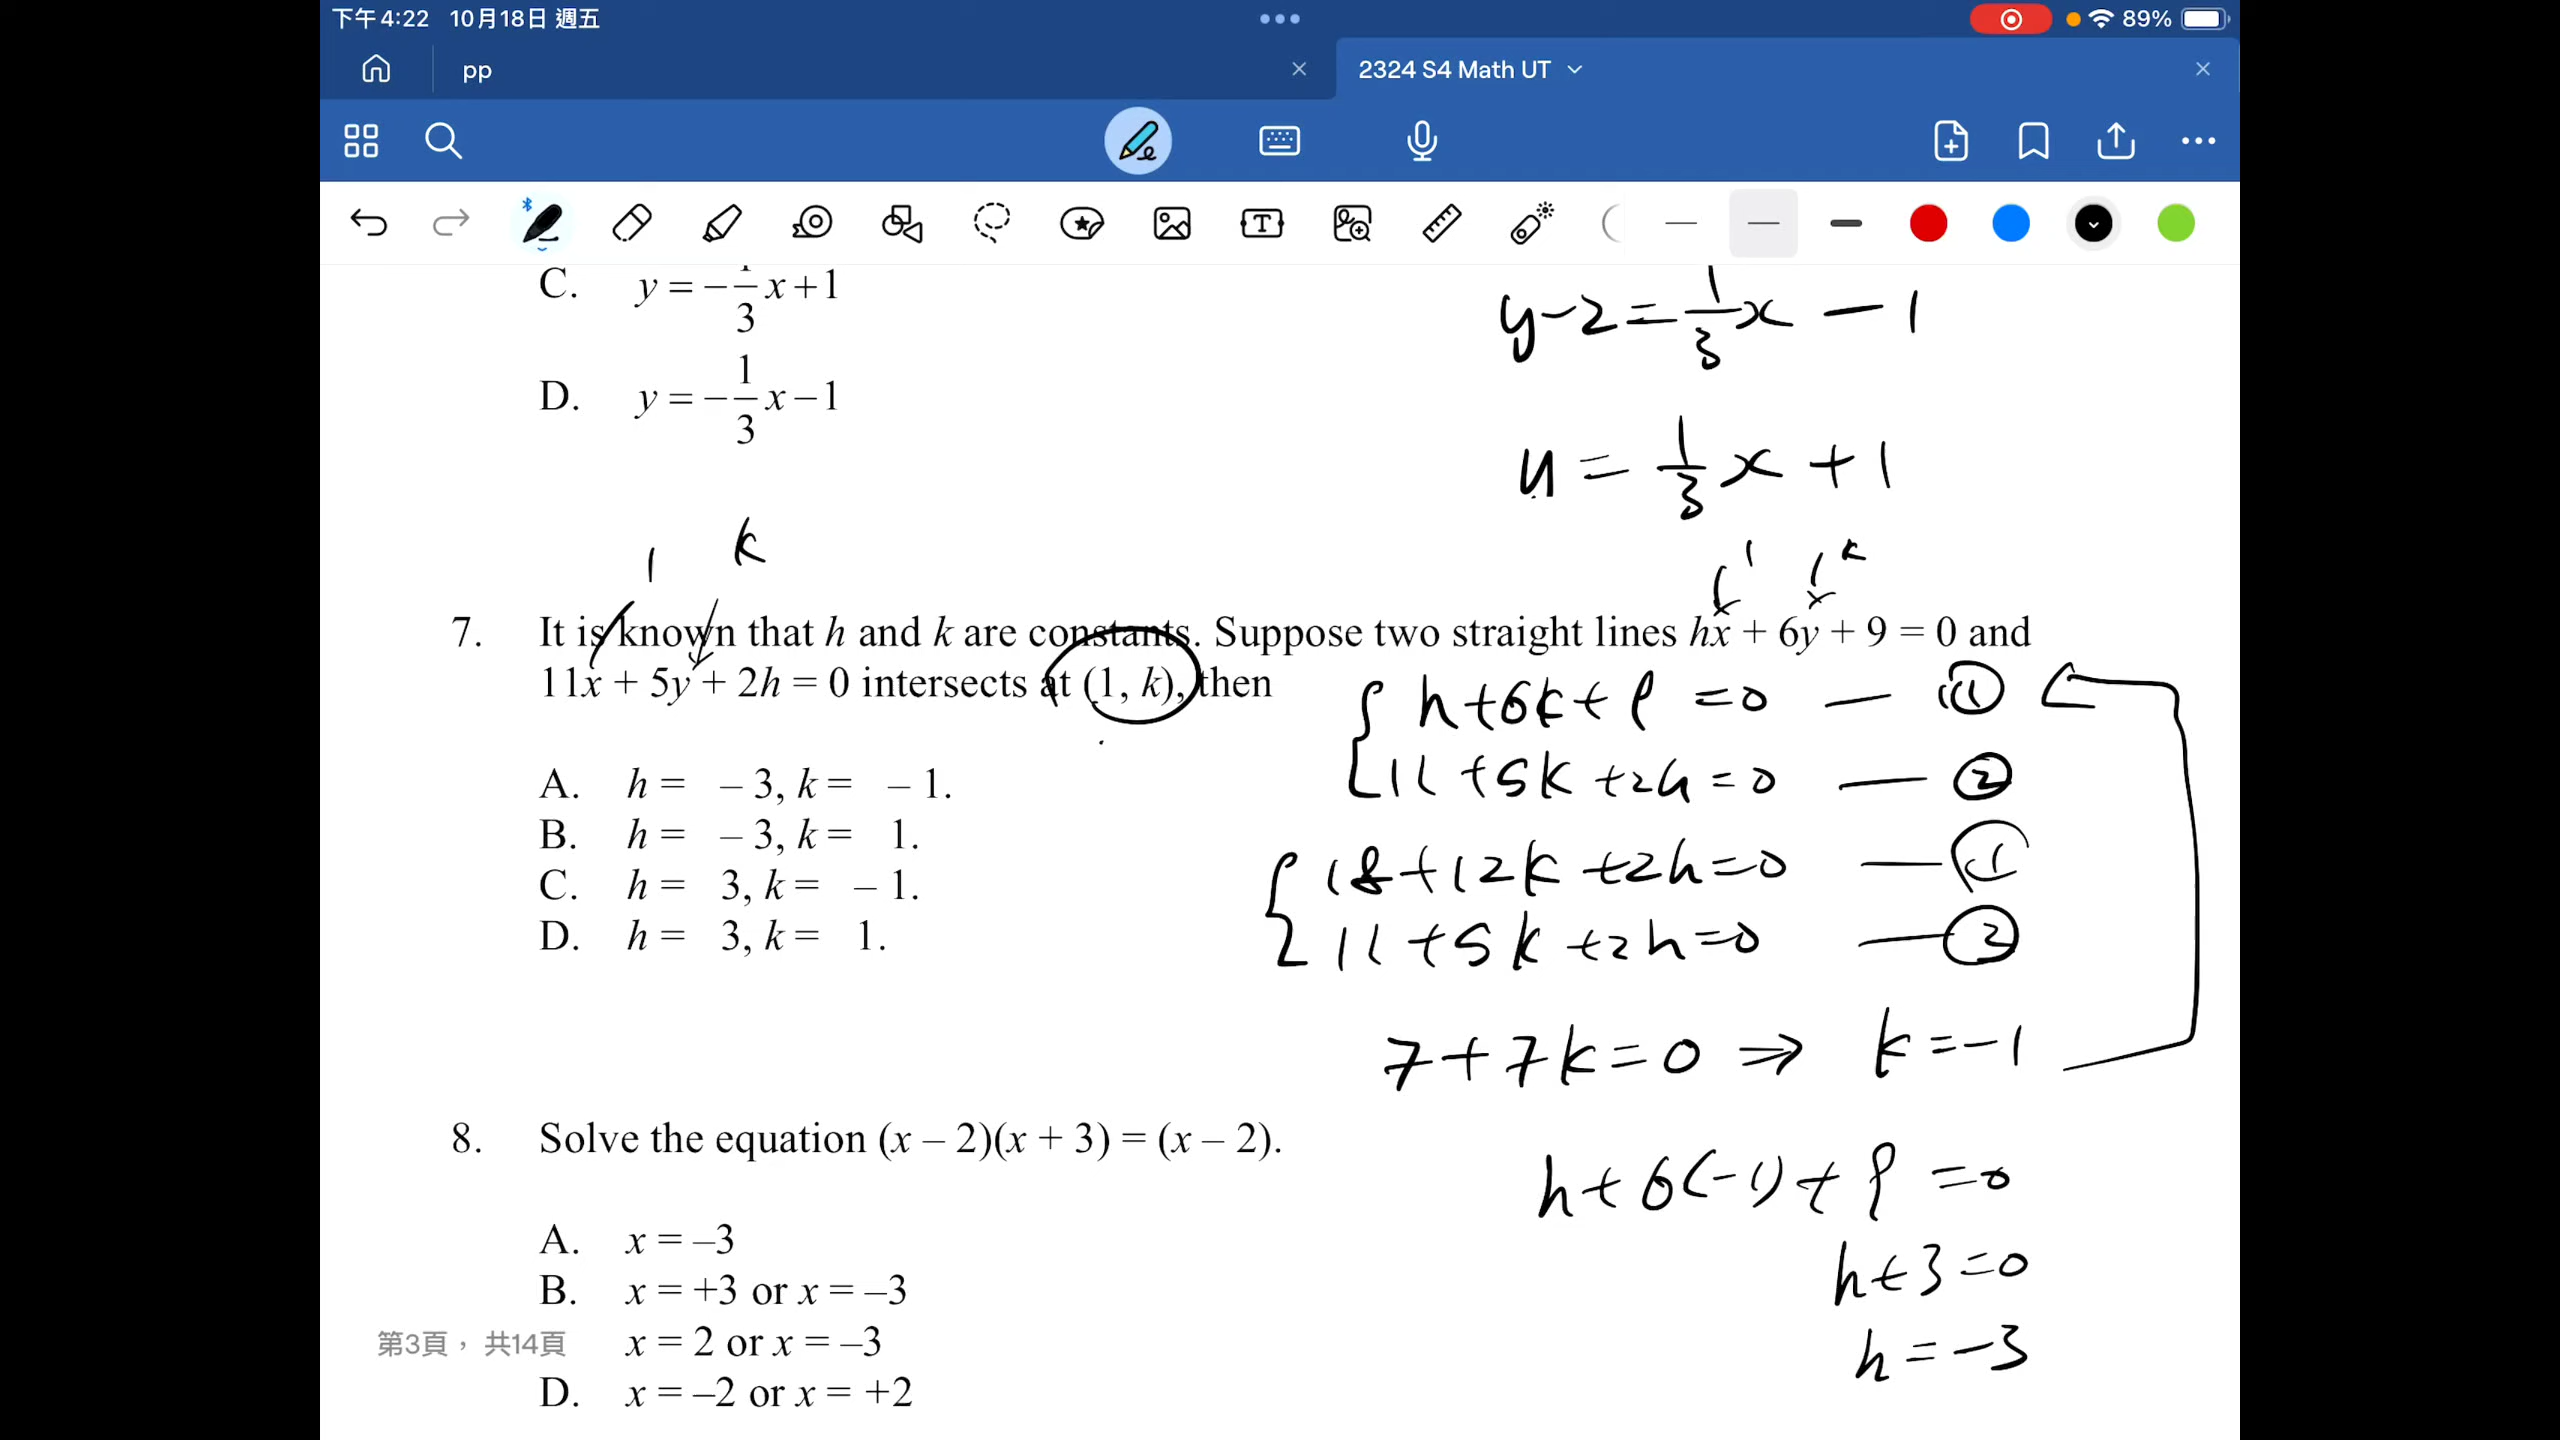 下午4:22 10月18日 週五
89%
pp
2324 S4 Math UT
C. y = −1/3 x + 1
D. y = −1/3 x − 1
y − 2 = 1/3 x − 1
y = 1/3 x + 1
1 k
1 k
7. It is known that h and k are constants. Suppose two straight lines hx + 6y + 9 = 0 and
11x + 5y + 2h = 0 intersects at (1, k), then
A. h = – 3, k = – 1.
B. h = – 3, k = 1.
C. h = 3, k = – 1.
D. h = 3, k = 1.
h + 6k + 9 = 0 — ①
11 + 5k + 2h = 0 — ②
18 + 12k + 2h = 0 — ①
11 + 5k + 2h = 0 — ②
7 + 7k = 0 ⇒ k = −1
h + 6(−1) + 9 = 0
h + 3 = 0
h = −3
8. Solve the equation (x – 2)(x + 3) = (x – 2).
A. x = –3
B. x = +3 or x = –3
x = 2 or x = –3
D. x = –2 or x = +2
第3頁，共14頁